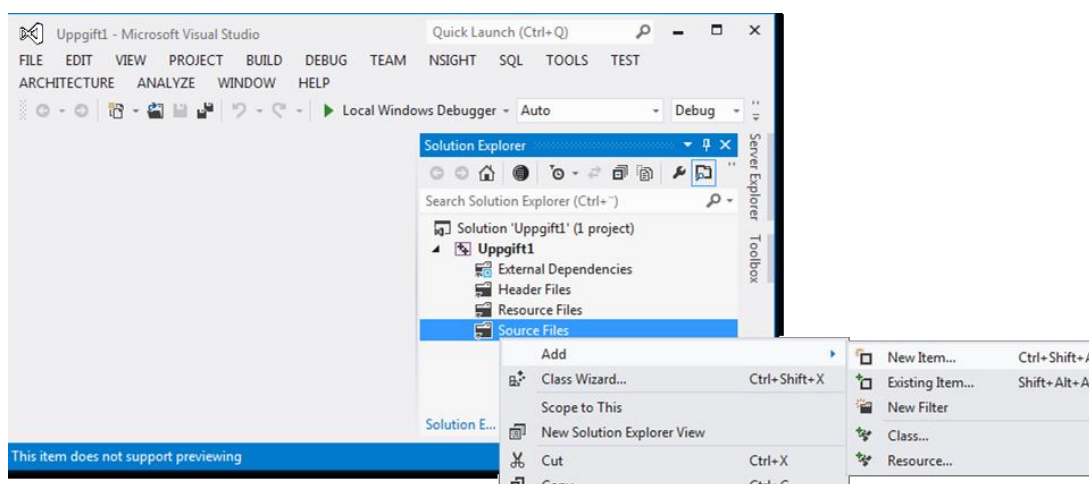 Uppgift1 - Microsoft Visual Studio
Quick Launch (Ctrl+Q)
FILE EDIT VIEW PROJECT BUILD DEBUG TEAM NSIGHT SQL TOOLS TEST
ARCHITECTURE ANALYZE WINDOW HELP
Local Windows Debugger Auto Debug
Solution Explorer
Search Solution Explorer (Ctrl+¨)
Solution 'Uppgift1' (1 project)
Uppgift1
External Dependencies
Header Files
Resource Files
Source Files
Server Explorer
Toolbox
Add
Class Wizard... Ctrl+Shift+X
Scope to This
New Solution Explorer View
Cut Ctrl+X
New Item... Ctrl+Shift+A
Existing Item... Shift+Alt+A
New Filter
Class...
Resource...
Solution E...
This item does not support previewing